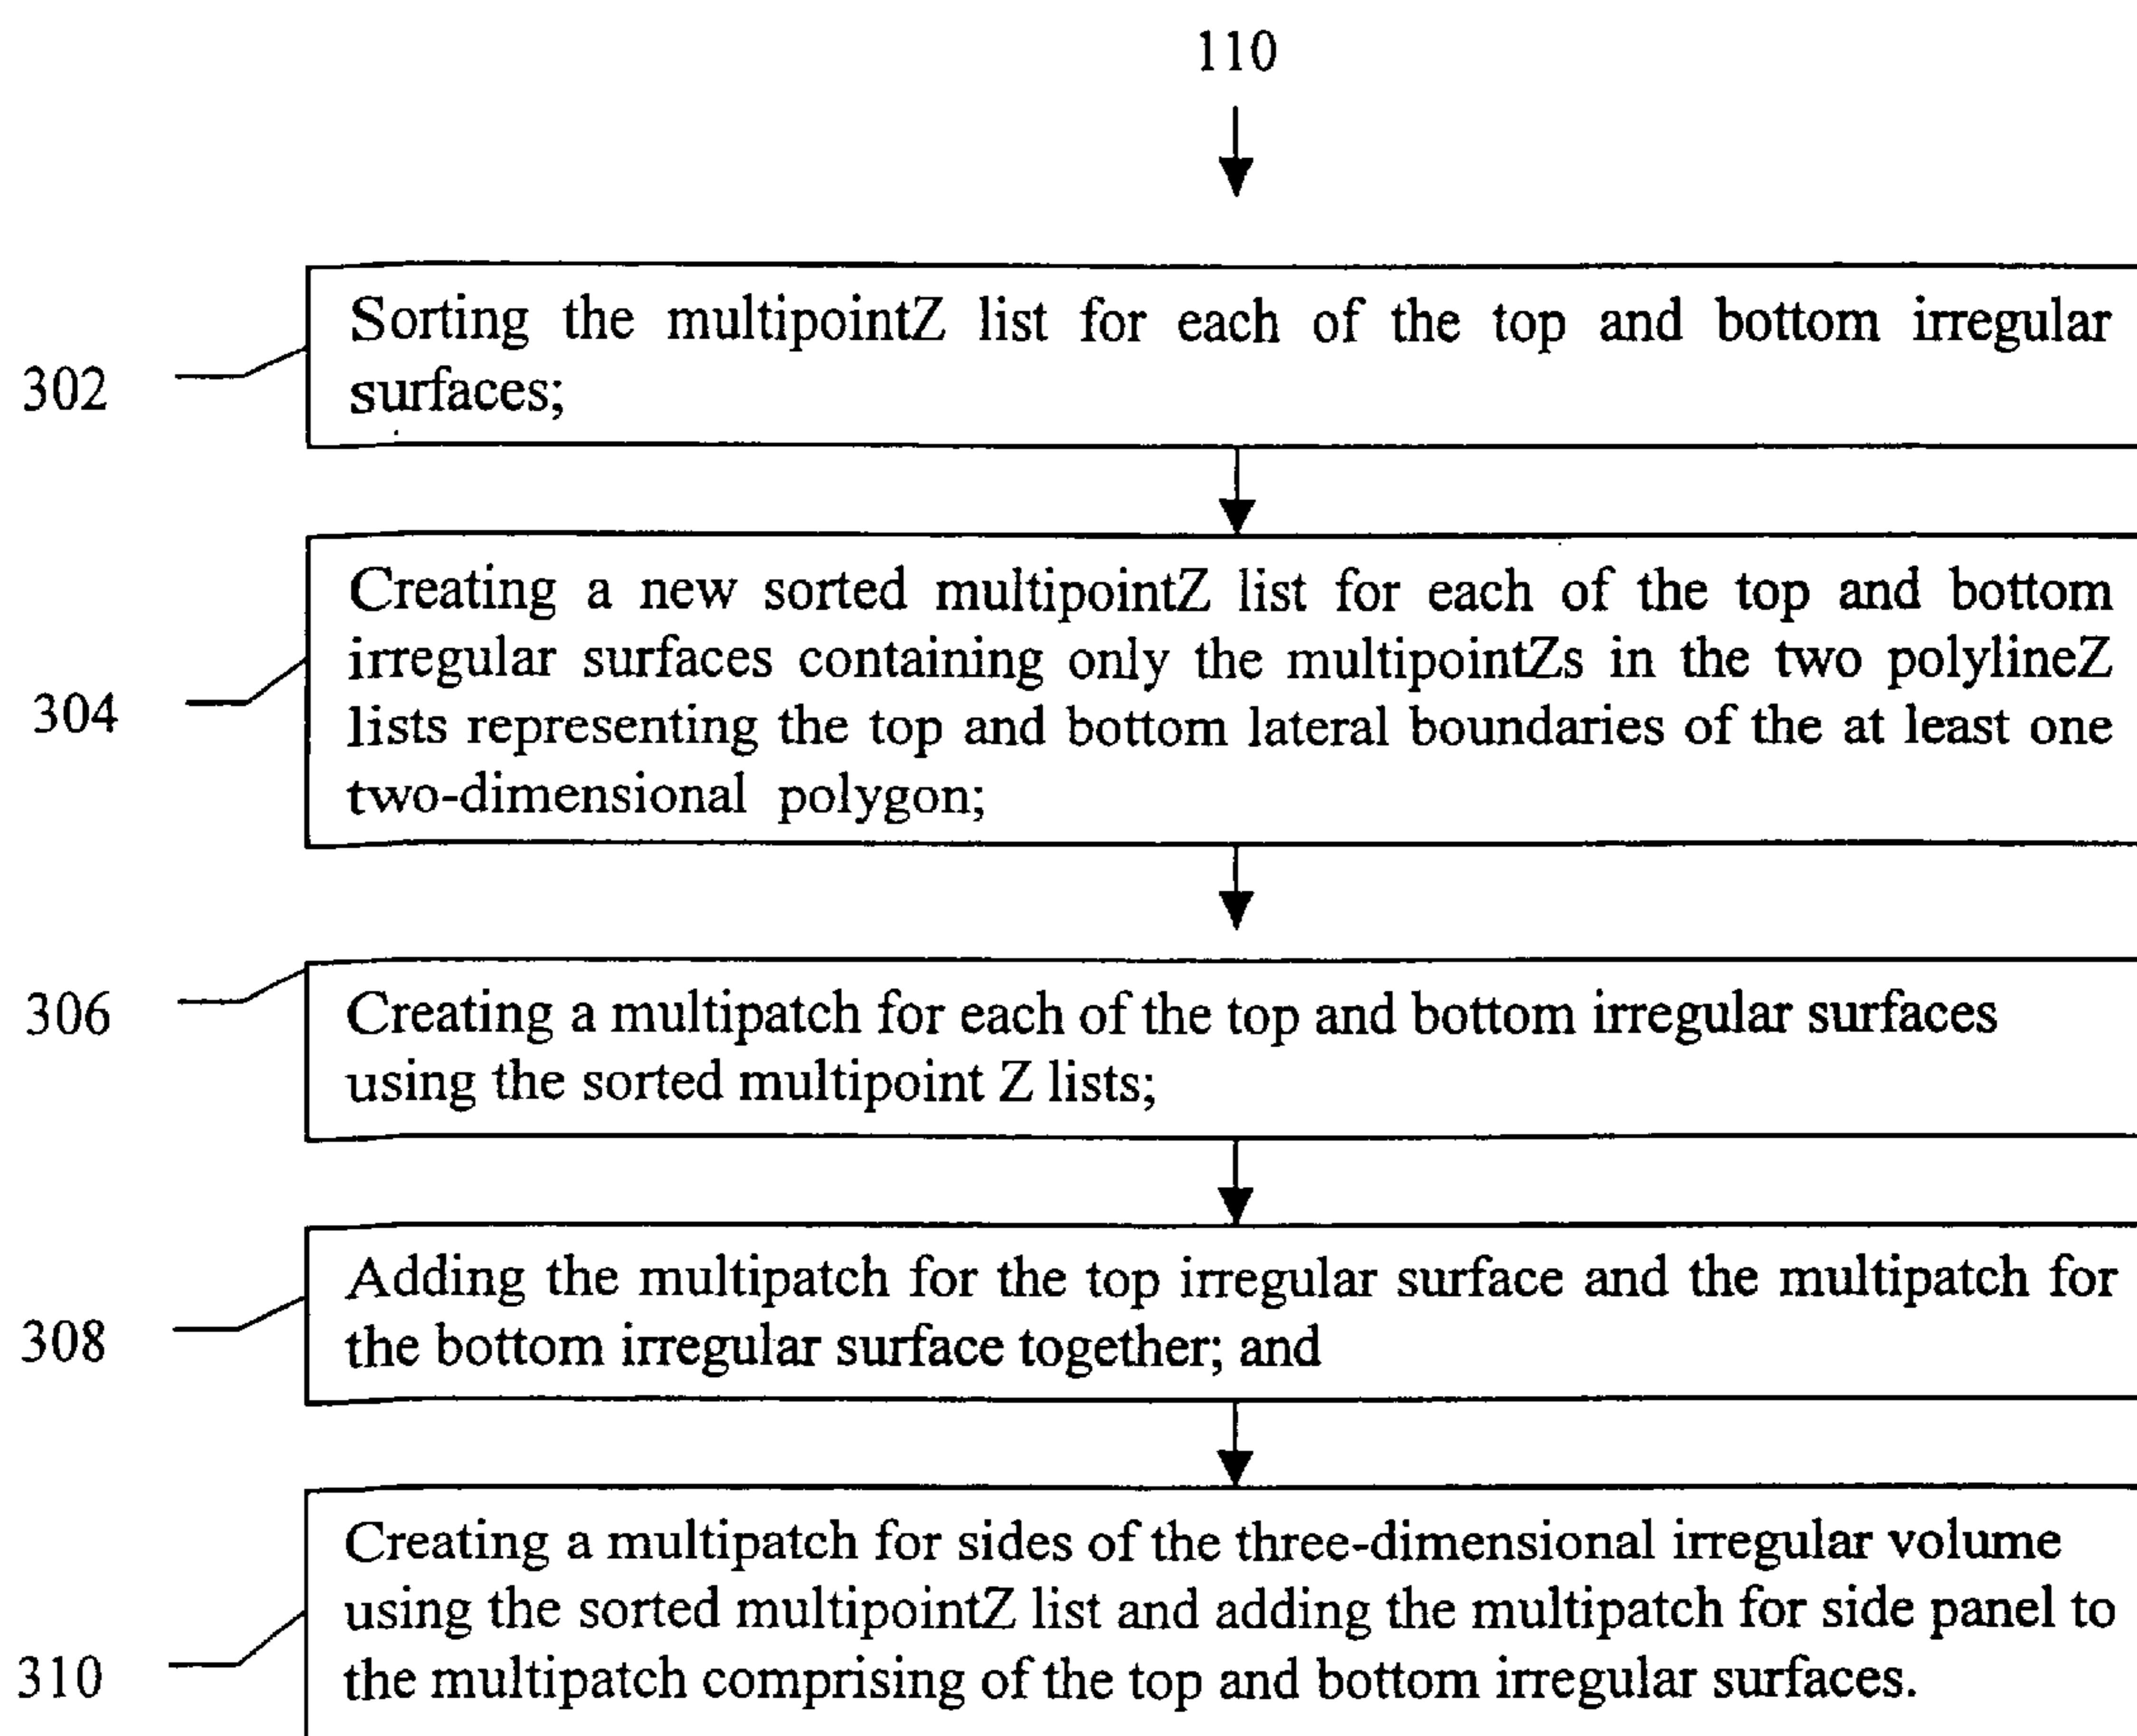 110
Sorting the multipointZ list for each of the top and bottom irregular
surfaces;
302
Creating a new sorted multipointZ list for each of the top and bottom
irregular surfaces containing only the multipointZs in the two polylineZ
lists representing the top and bottom lateral boundaries of the at least one
two-dimensional polygon;
304
Creating a multipatch for each of the top and bottom irregular surfaces
using the sorted multipoint Z lists;
306
Adding the multipatch for the top irregular surface and the multipatch for
the bottom irregular surface together; and
308
Creating a multipatch for sides of the three-dimensional irregular volume
using the sorted multipointZ list and adding the multipatch for side panel to
the multipatch comprising of the top and bottom irregular surfaces.
310